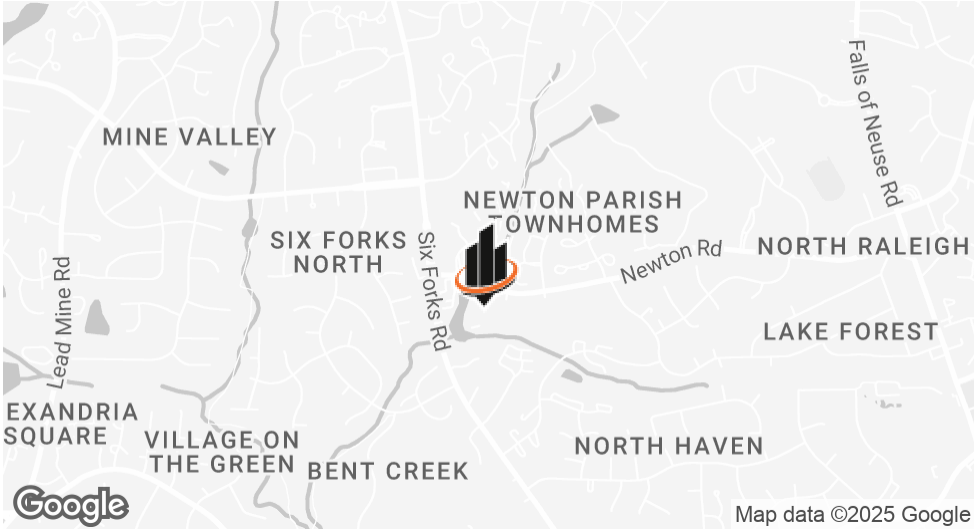 Falls of Neuse Rd
MINE VALLEY
NEWTON PARISH
TOWNHOMES
SIX FORKS
NORTH
Six Forks Rd
Newton Rd
NORTH RALEIGH
Lead Mine Rd
LAKE FOREST
EXANDRIA
SQUARE
VILLAGE ON
THE GREEN
BENT CREEK
NORTH HAVEN
Google
Map data ©2025 Google